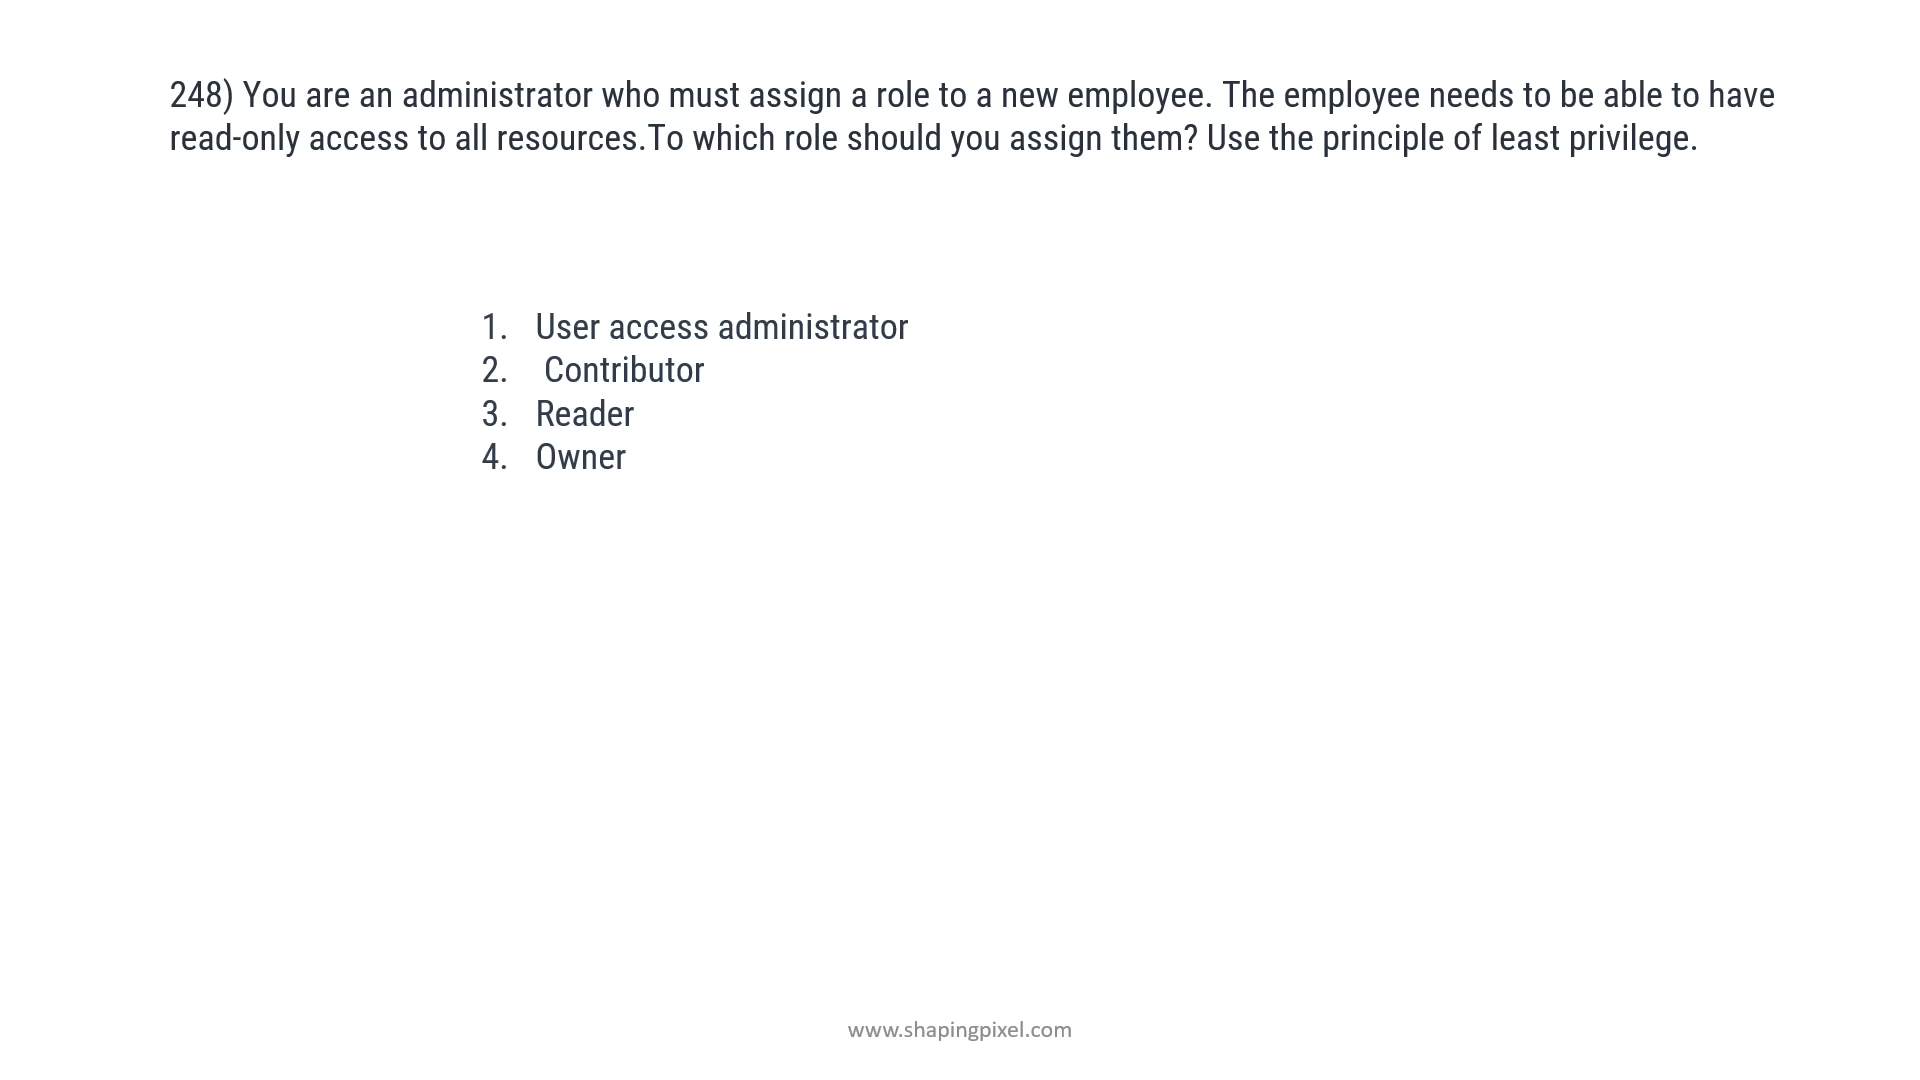 248) You are an administrator who must assign a role to a new employee. The employee needs to be able to have
read-only access to all resources.To which role should you assign them? Use the principle of least privilege.
1. User access administrator
2. Contributor
3. Reader
4. Owner
www.shapingpixel.com